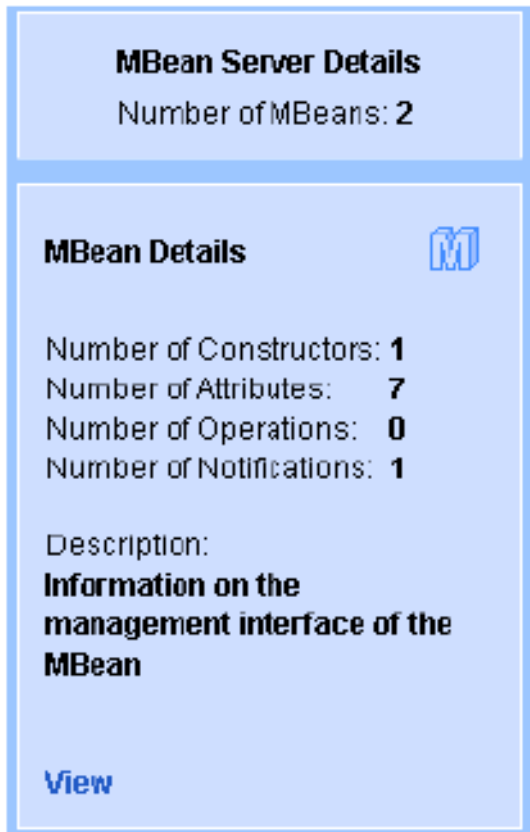 MBean Server Details
Number of MBeans: 2
MBean Details
M
Number of Constructors: 1
Number of Attributes: 7
Number of Operations: 0
Number of Notifications: 1
Description:
Information on the
management interface of the
MBean
View